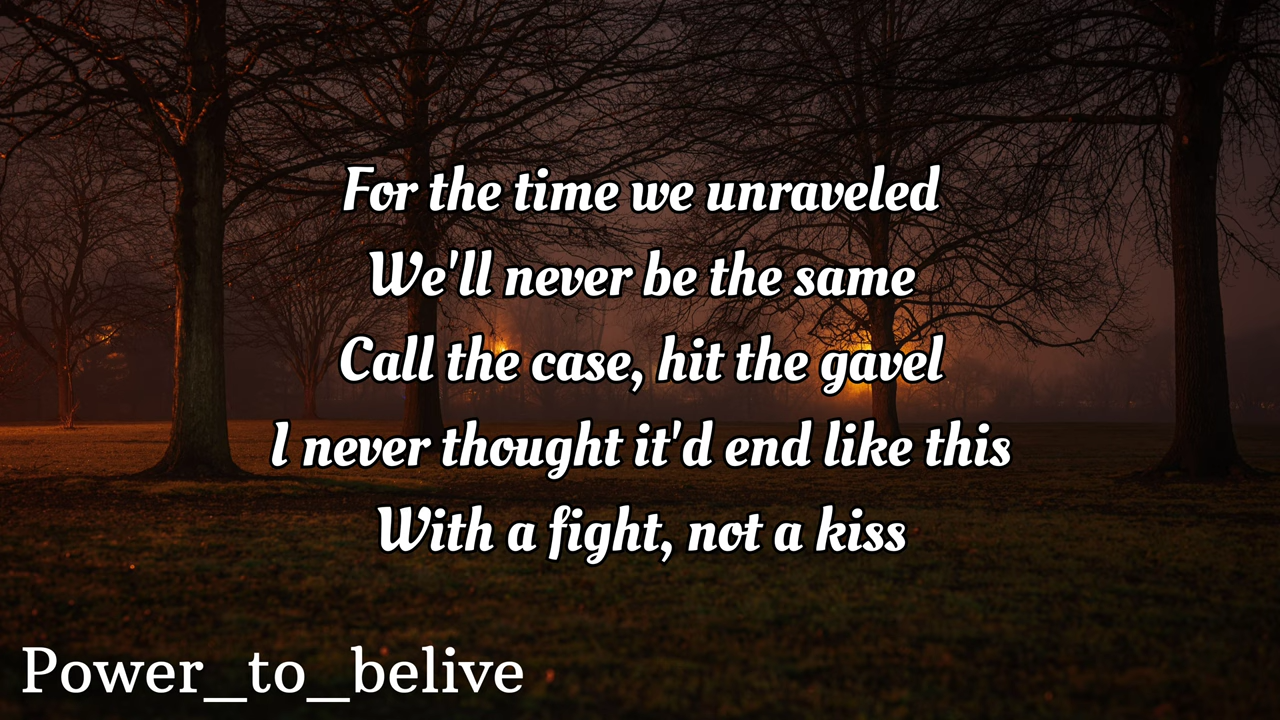 For the time we unraveled
We'll never be the same
Call the case, hit the gavel
I never thought it'd end like this
With a fight, not a kiss
Power_to_belive